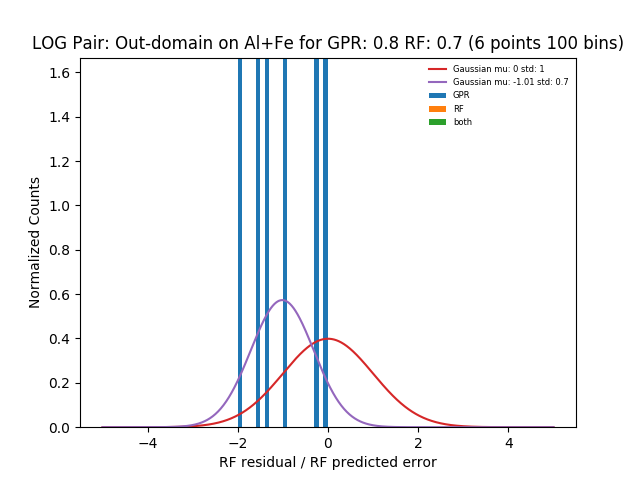 LOG Pair: Out-domain on Al+Fe for GPR: 0.8 RF: 0.7 (6 points 100 bins)
Gaussian mu: 0 std: 1
Gaussian mu: -1.01 std: 0.7
GPR
RF
both
Normalized Counts
1.6
1.4
1.2
1.0
0.8
0.6
0.4
0.2
0.0
−4
−2
0
2
4
RF residual / RF predicted error